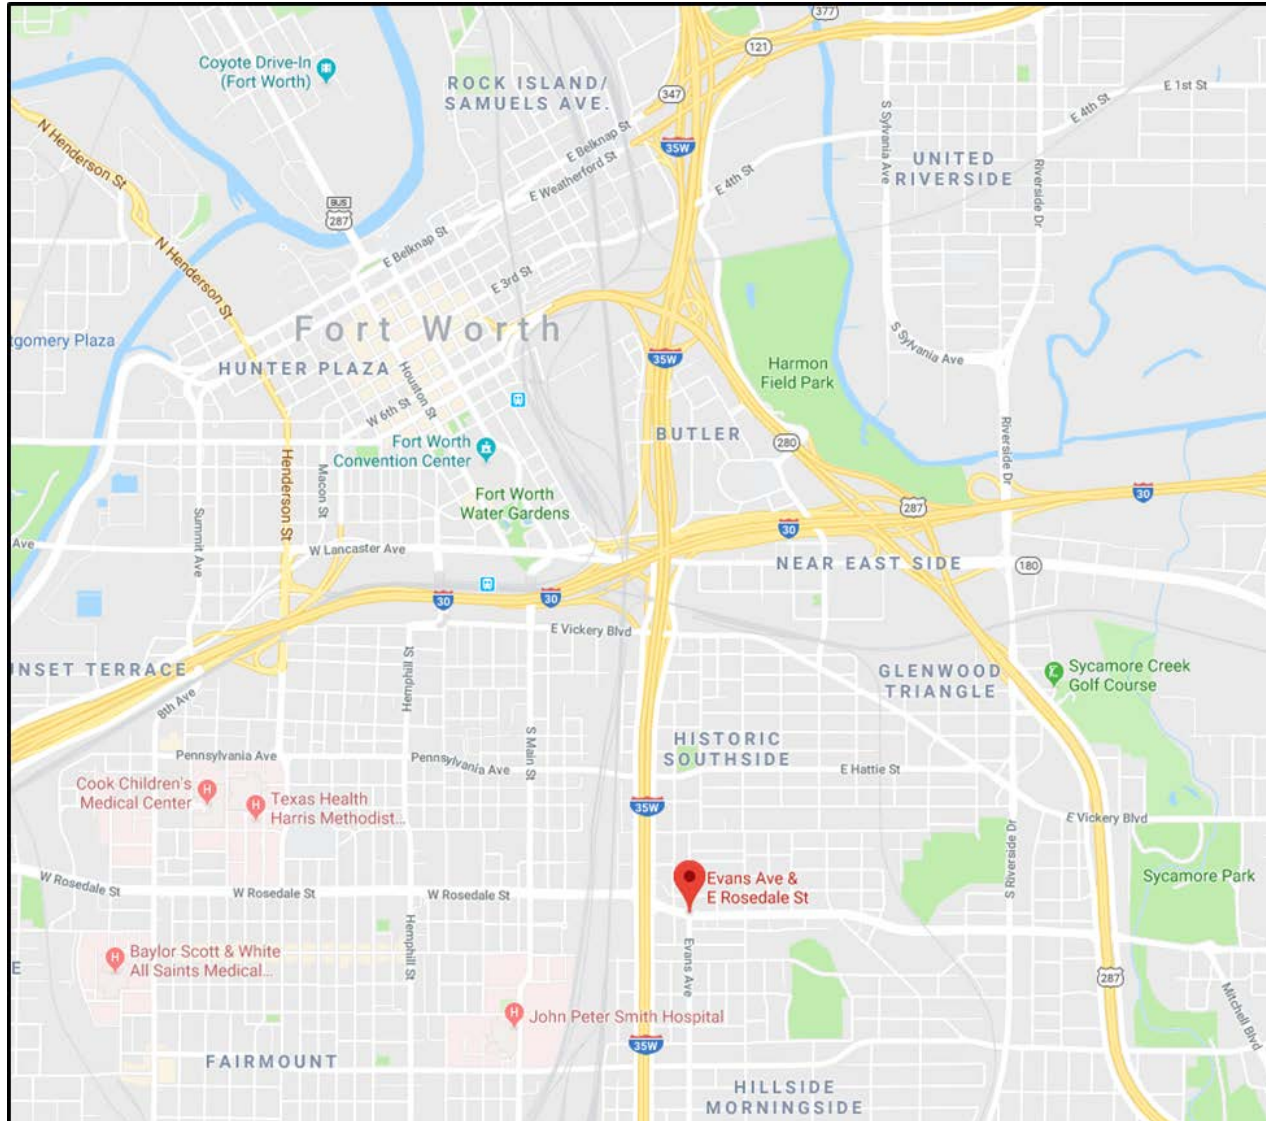 377
Coyote Drive-In
(Fort Worth)
121
ROCK ISLAND/
SAMUELS AVE.
347
E 1st St
E 4th St
S Sylvania Ave
N Henderson St
E Belknap St
35W
E Weatherford St
UNITED
RIVERSIDE
Riverside Dr
E 4th St
BUS
287
N Henderson St
E Belknap St
E 3rd St
Fort Worth
S Sylvania Ave
tgomery Plaza
35W
HUNTER PLAZA
Harmon
Field Park
Houston St
W 6th St
BUTLER
Riverside Dr
280
Fort Worth
Convention Center
Henderson St
Macon St
Fort Worth
Water Gardens
287
30
30
Summit Ave
Ave
W Lancaster Ave
NEAR EAST SIDE
180
30
30
E Vickery Blvd
UNSET TERRACE
Hemphill St
GLENWOOD
TRIANGLE
Sycamore Creek
Golf Course
8th Ave
S Main St
HISTORIC
SOUTHSIDE
Pennsylvania Ave
Pennsylvania Ave
E Hattie St
Cook Children's
Medical Center
Texas Health
Harris Methodist...
35W
E Vickery Blvd
S Riverside Dr
W Rosedale St
W Rosedale St
W Rosedale St
Evans Ave &
E Rosedale St
Sycamore Park
Hemphill St
Evans Ave
Baylor Scott & White
All Saints Medical...
E
287
Mitchell Blvd
John Peter Smith Hospital
35W
FAIRMOUNT
HILLSIDE
MORNINGSIDE
H
H
H
H